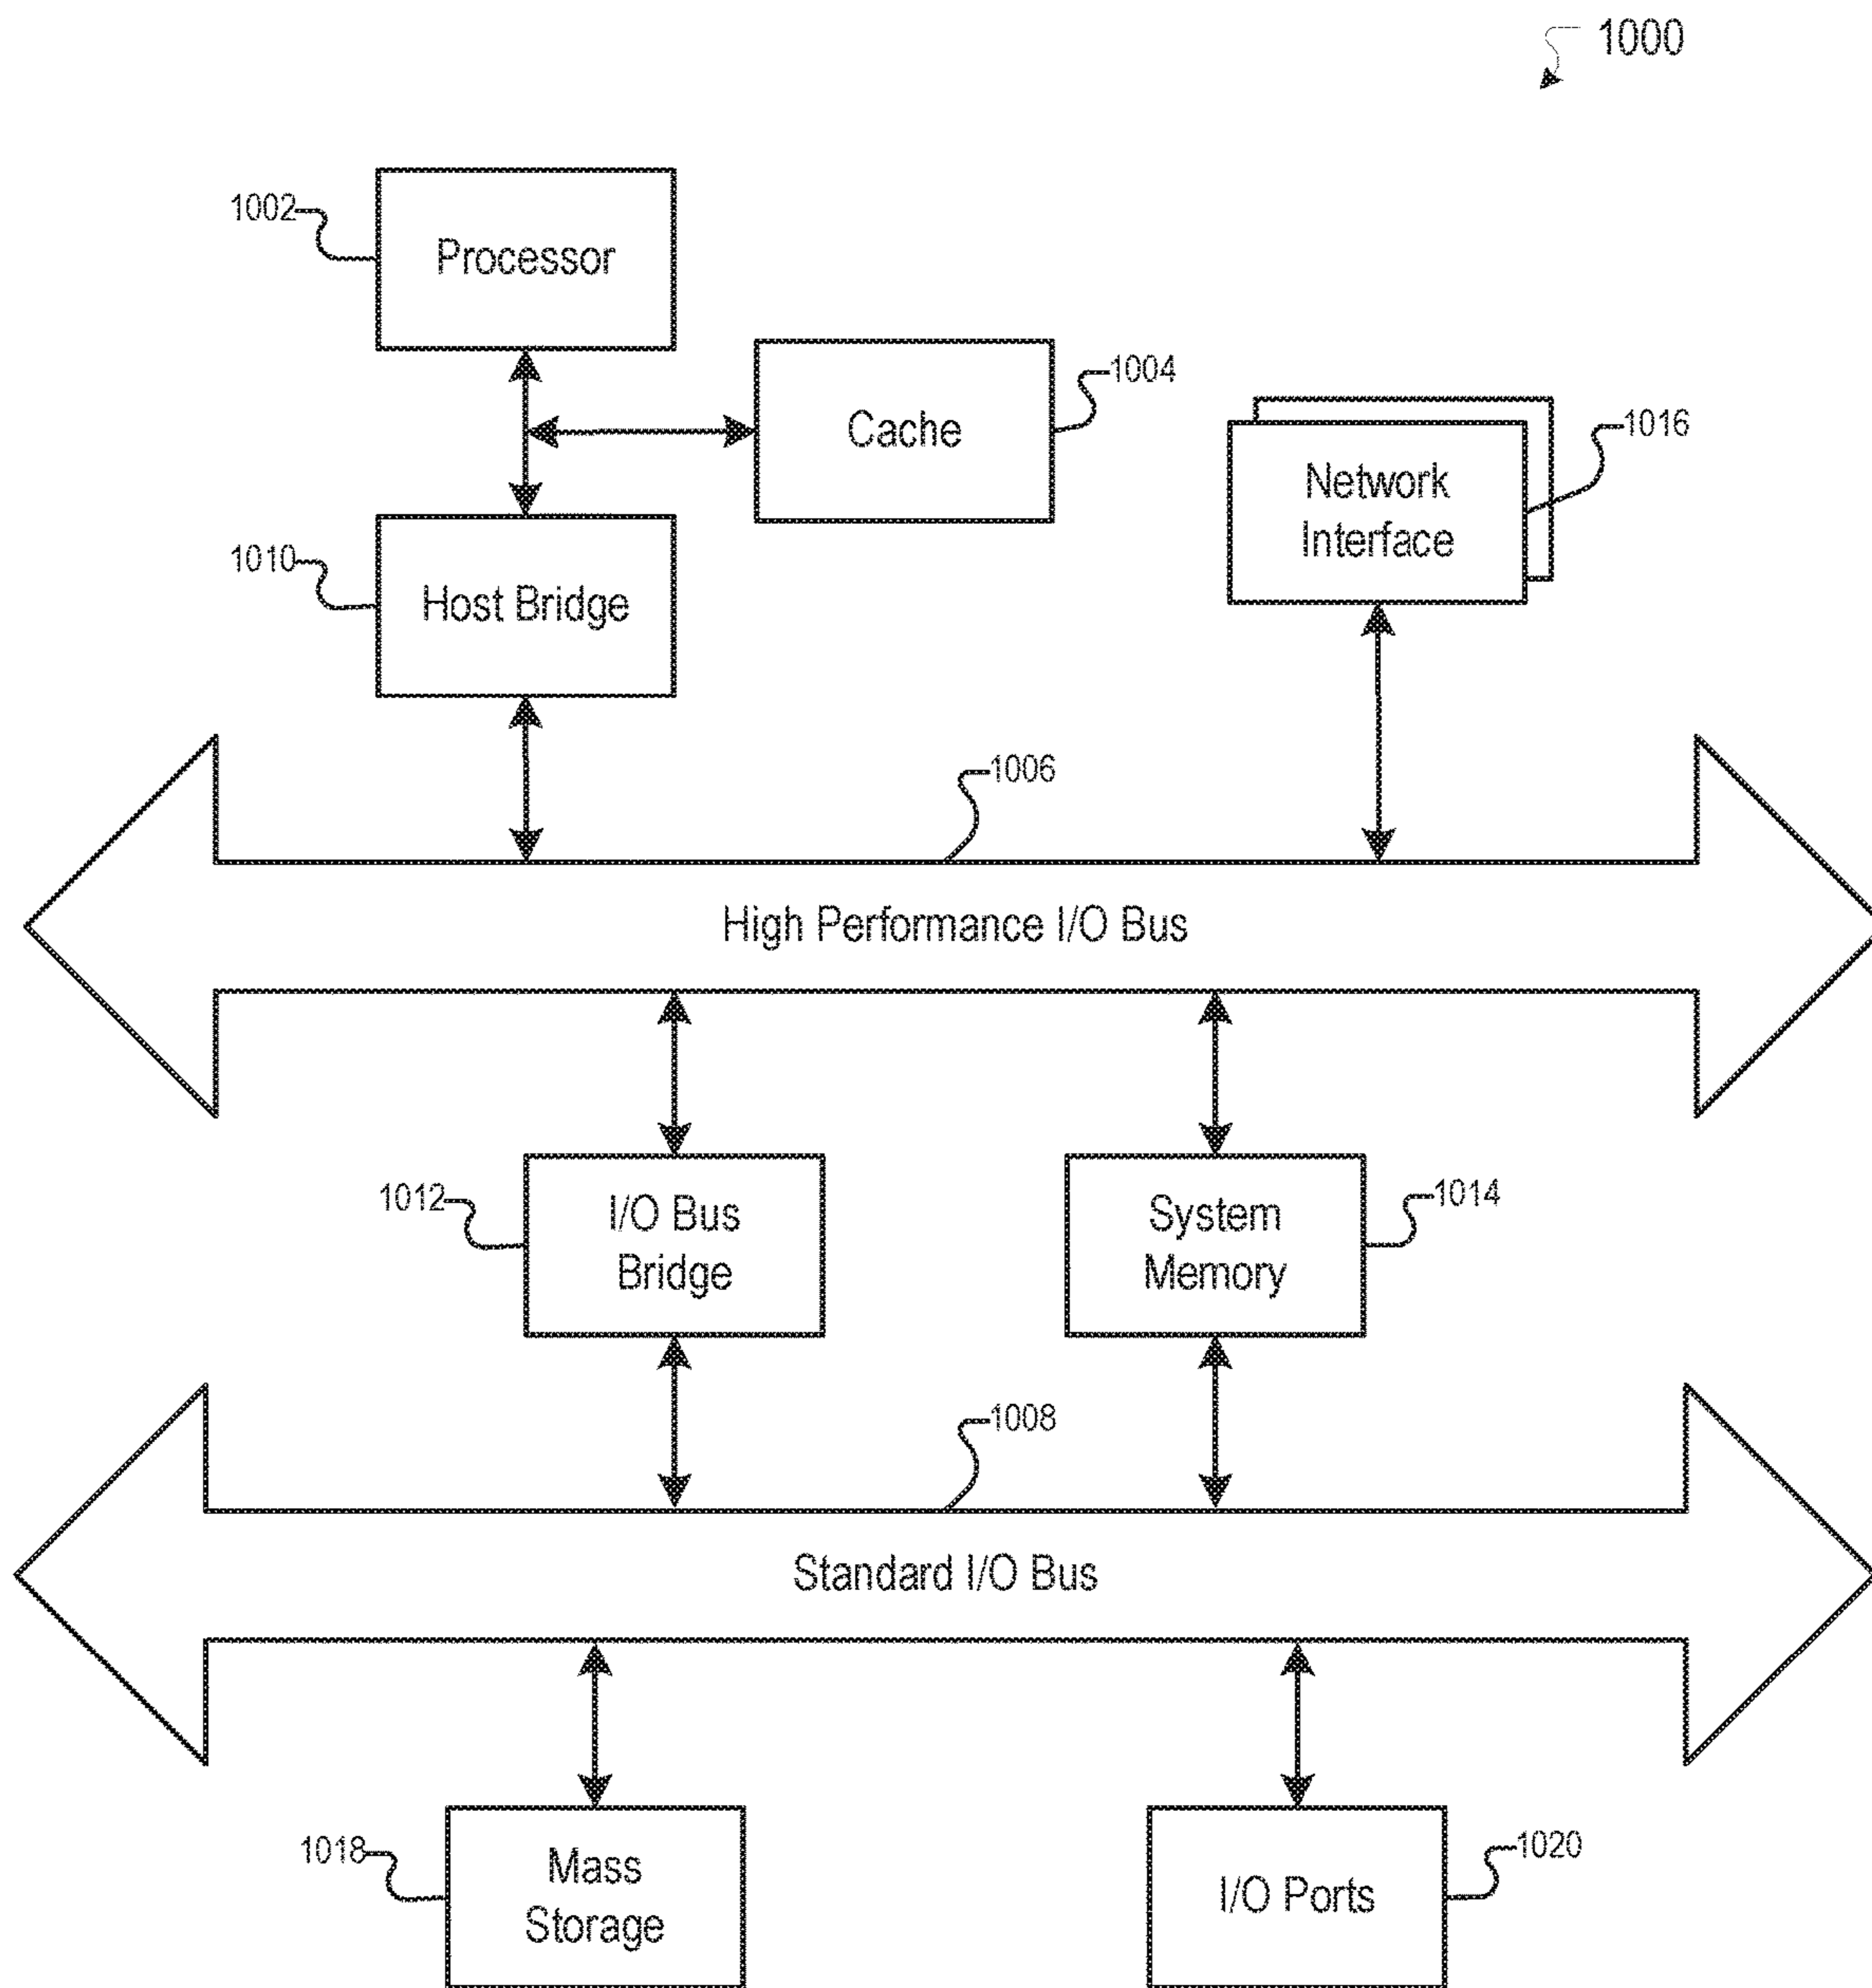 1000
1002
Processor
1004
Cache
1016
Network
Interface
1010
Host Bridge
1006
High Performance I/O Bus
1012
I/O Bus
Bridge
System
Memory
1014
1008
Standard I/O Bus
1018
Mass
Storage
I/O Ports
1020